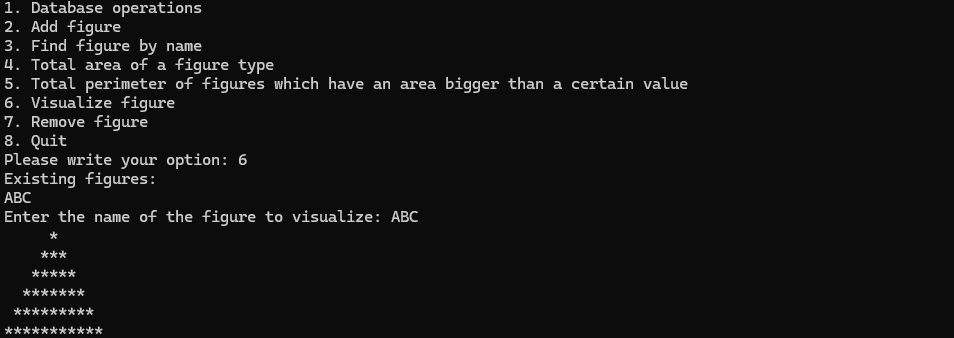 1. Database operations
2. Add figure
3. Find figure by name
4. Total area of a figure type
5. Total perimeter of figures which have an area bigger than a certain value
6. Visualize figure
7. Remove figure
8. Quit
Please write your option: 6
Existing figures:
ABC
Enter the name of the figure to visualize: ABC
     *
    ***
   *****
  *******
 *********
***********